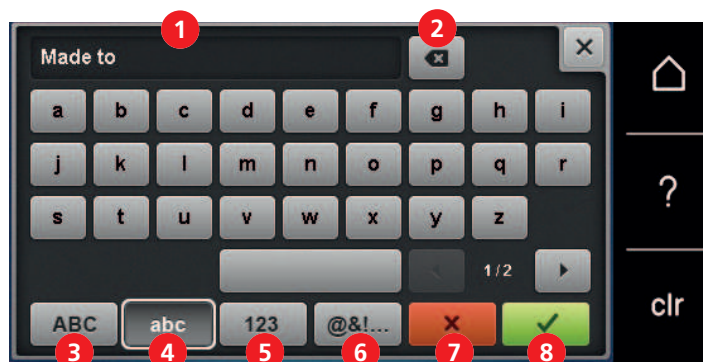 1
2
Made to
a b c d e f g h i
j k l m n o p q r
s t u v w x y z
?
1/2
ABC abc 123 @&!... 
clr
3 4 5 6 7 8